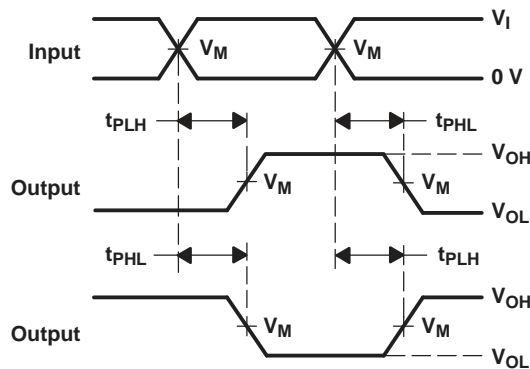 Input V_M V_M V_I
0 V
t_PLH t_PHL
Output V_M V_M V_OH
V_OL
t_PHL t_PLH
Output V_M V_M V_OH
V_OL